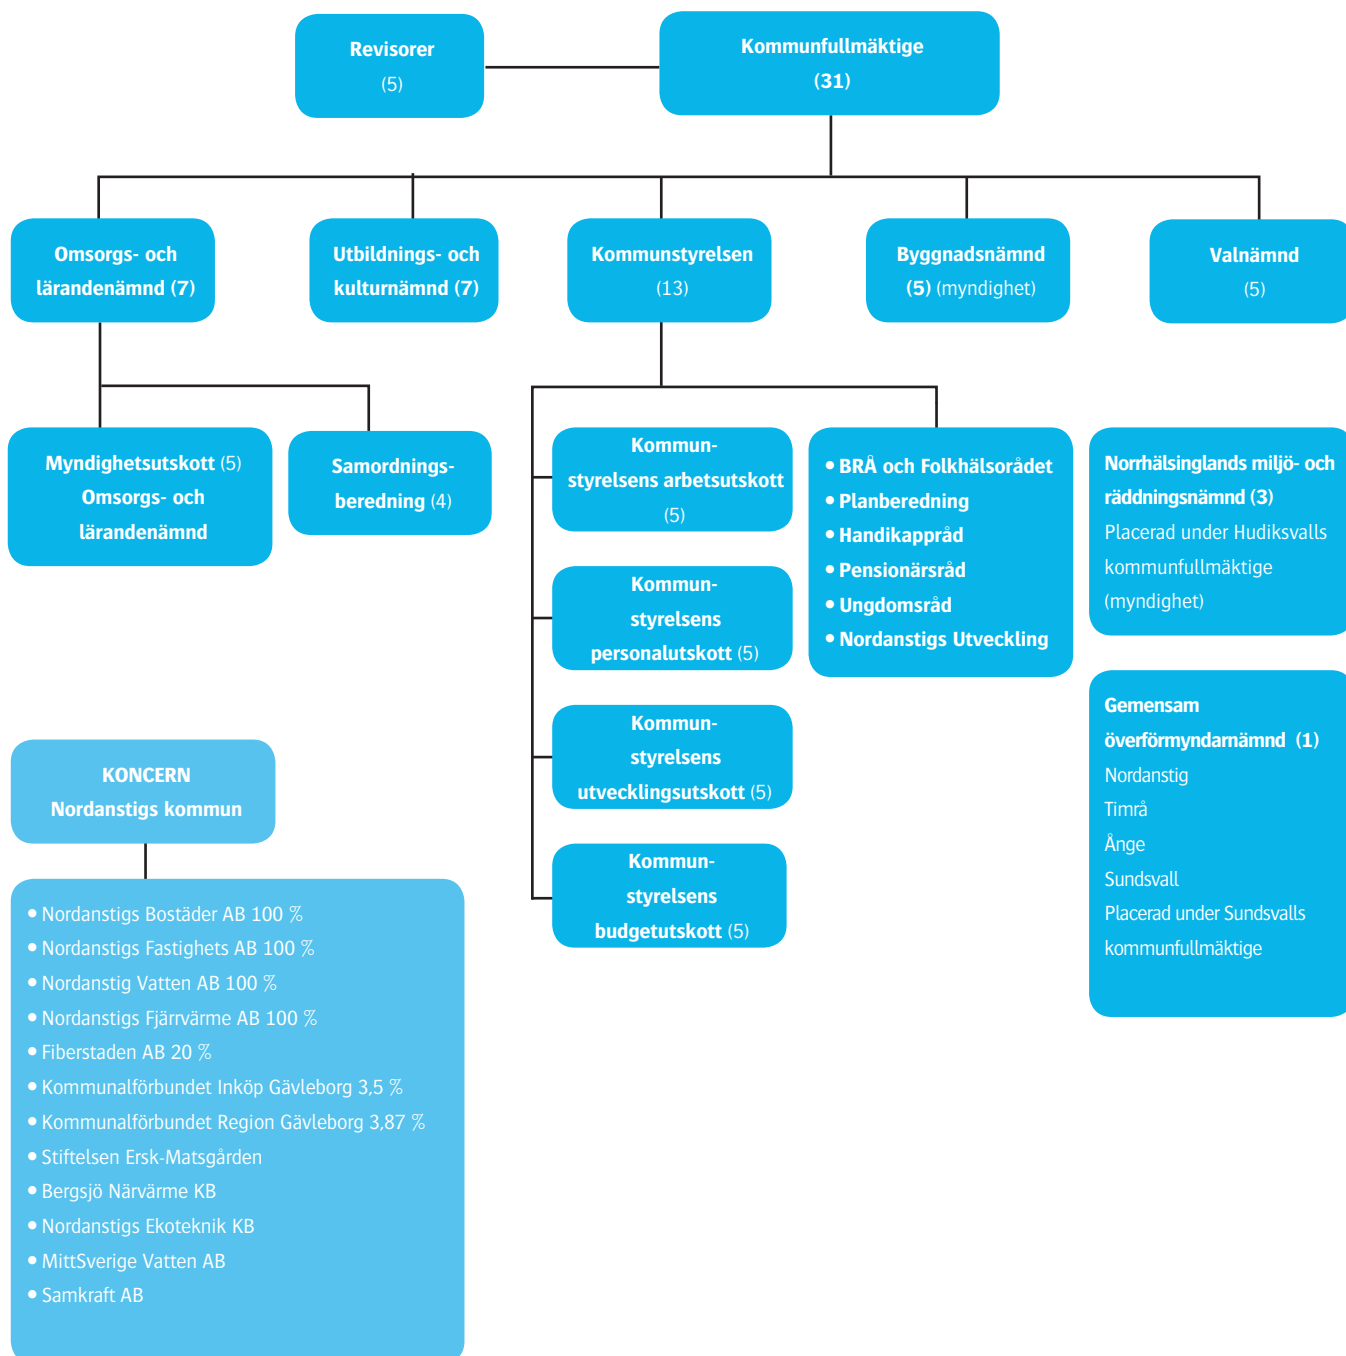 Revisorer
(5)
Kommunfullmäktige
(31)
Omsorgs- och
lärandenämnd (7)
Utbildnings- och
kulturnämnd (7)
Kommunstyrelsen
(13)
Byggnadsnämnd
(5) (myndighet)
Valnämnd
(5)
Myndighetsutskott (5)
Omsorgs- och
lärandenämnd
Samordnings-
beredning (4)
Kommun-
styrelsens arbetsutskott
(5)
Kommun-
styrelsens
personalutskott (5)
Kommun-
styrelsens
utvecklingsutskott (5)
Kommun-
styrelsens
budgetutskott (5)
• BRÅ och Folkhälsorådet
• Planberedning
• Handikappråd
• Pensionärsråd
• Ungdomsråd
• Nordanstigs Utveckling
Norrhälsinglands miljö- och
räddningsnämnd (3)
Placerad under Hudiksvalls
kommunfullmäktige
(myndighet)
Gemensam
överförmyndarnämnd (1)
Nordanstig
Timrå
Ånge
Sundsvall
Placerad under Sundsvalls
kommunfullmäktige
KONCERN
Nordanstigs kommun
• Nordanstigs Bostäder AB 100 %
• Nordanstigs Fastighets AB 100 %
• Nordanstig Vatten AB 100 %
• Nordanstigs Fjärrvärme AB 100 %
• Fiberstaden AB 20 %
• Kommunalförbundet Inköp Gävleborg 3,5 %
• Kommunalförbundet Region Gävleborg 3,87 %
• Stiftelsen Ersk-Matsgården
• Bergsjö Närvärme KB
• Nordanstigs Ekoteknik KB
• MittSverige Vatten AB
• Samkraft AB